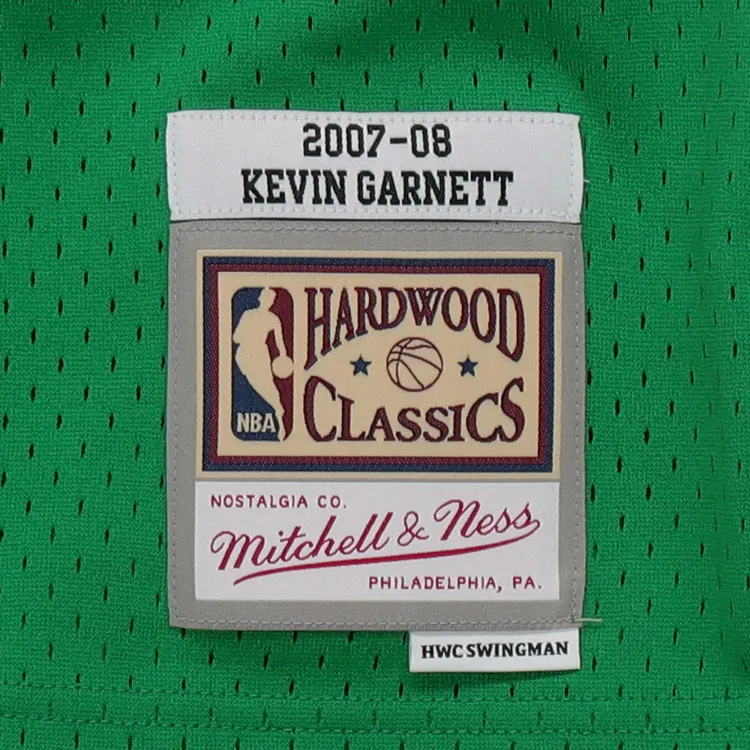 2007-08
KEVIN GARNETT
HARDWOOD
CLASSICS
NBA
NOSTALGIA CO.
Mitchell & Ness
PHILADELPHIA, PA.
HWC SWINGMAN